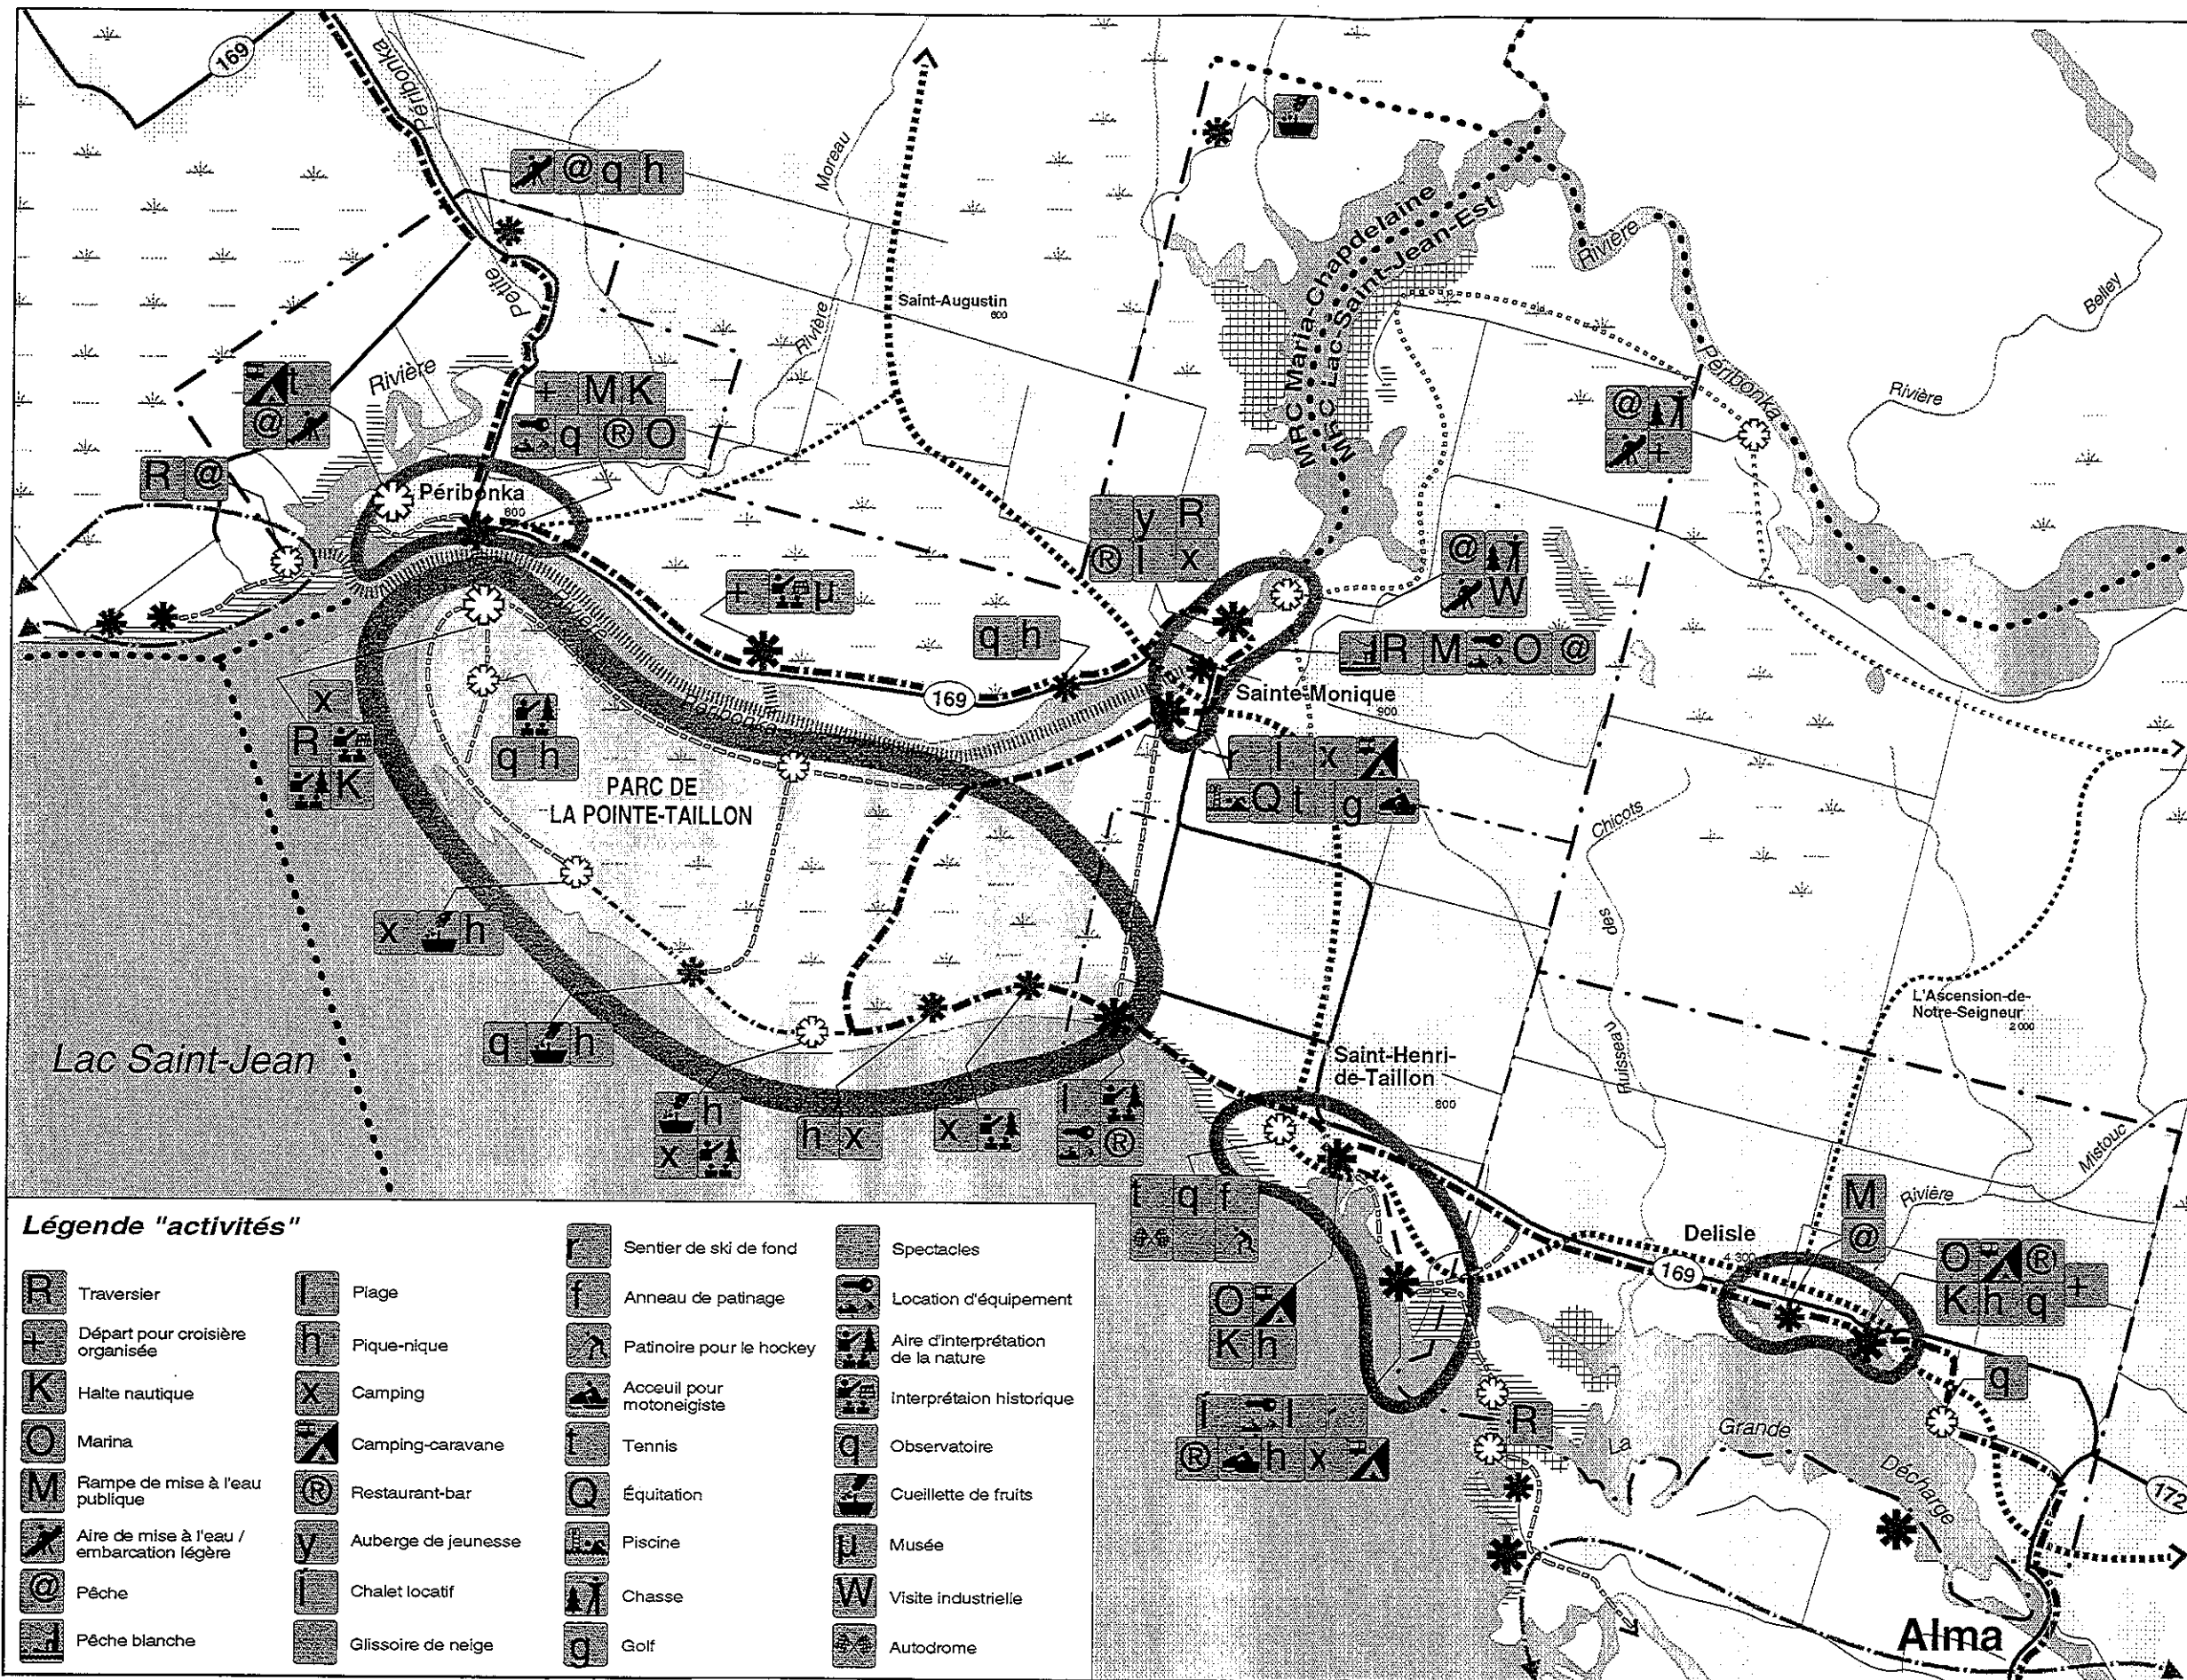 169
Péribonka
Petite
Moreau
Rivière
@ q h
Saint-Augustin
600
MRC Maria-Chapdelaine
MRC Lac-Saint-Jean-Est
Rivière
Péribonka
Belley
Rivière
Rivière
t
@
+ M K
q ® O
R @
Péribonka
800
@
+
y R
® l x
@
W
+ µ
q h
R M O @
Rivière
Péribonka
169
Sainte-Monique
900
x
R
K
q h
PARC DE
LA POINTE-TAILLON
r l x
Q t g
Chicots
des
Ruisseau
x h
q h
L'Ascension-de-
Notre-Seigneur
2 000
Lac Saint-Jean
Saint-Henri-
de-Taillon
800
h
x
h x
x
l
®
Mistouc
Rivière
t q f
M
@
Delisle
4 300
169
O ®
K h q +
O
K h
q
l l r
® h x
R
La
Grande
Décharge
172
Alma
Légende "activités"
R Traversier
+ Départ pour croisière
organisée
K Halte nautique
O Marina
M Rampe de mise à l'eau
publique
Aire de mise à l'eau /
embarcation légère
@ Pêche
Pêche blanche
l Plage
h Pique-nique
x Camping
Camping-caravane
® Restaurant-bar
y Auberge de jeunesse
Í Chalet locatif
Glissoire de neige
r Sentier de ski de fond
f Anneau de patinage
Patinoire pour le hockey
Acceuil pour
motoneigiste
t Tennis
Q Équitation
Piscine
Chasse
g Golf
Spectacles
Location d'équipement
Aire d'interprétation
de la nature
Interprétaion historique
q Observatoire
Cueillette de fruits
µ Musée
W Visite industrielle
Autodrome